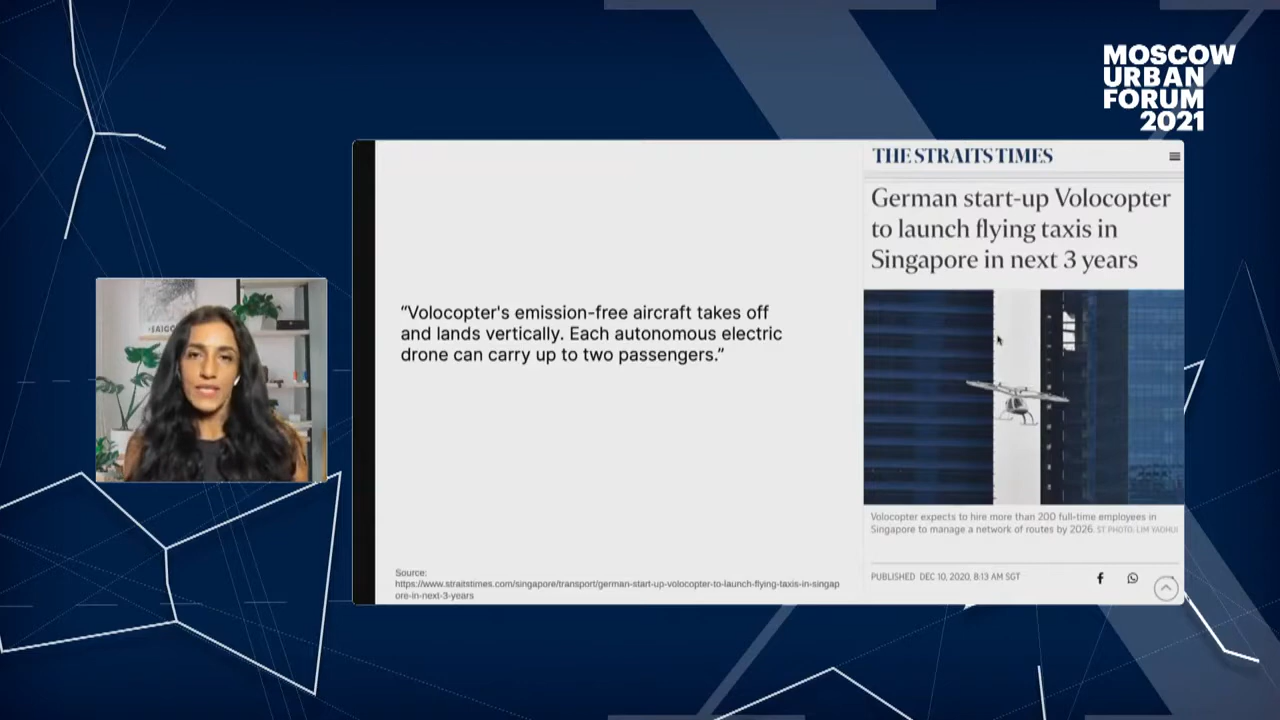 MOSCOW
URBAN
FORUM
2021
THE STRAITS TIMES
German start-up Volocopter
to launch flying taxis in
Singapore in next 3 years
SAIGO
“Volocopter's emission-free aircraft takes off
and lands vertically. Each autonomous electric
drone can carry up to two passengers.”
Volocopter expects to hire more than 200 full-time employees in
Singapore to manage a network of routes by 2026. ST PHOTO: LIM YAOHUI
Source:
https://www.straitstimes.com/singapore/transport/german-start-up-volocopter-to-launch-flying-taxis-in-singap
ore-in-next-3-years
PUBLISHED DEC 10, 2020, 8:13 AM SGT